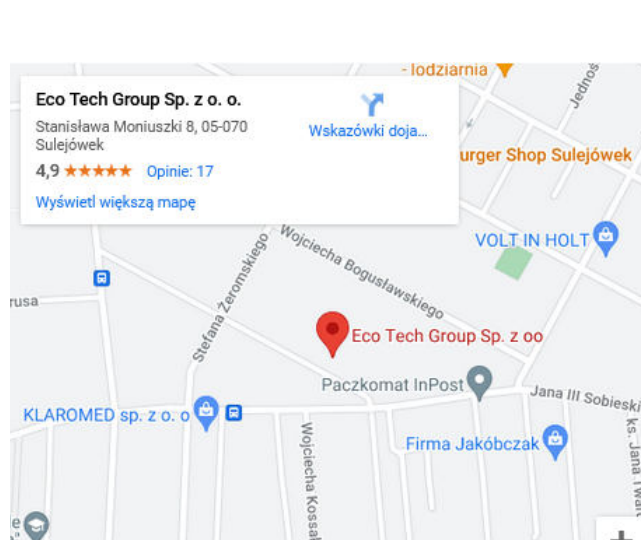 - lodziarnia
Eco Tech Group Sp. z o. o.
Stanisława Moniuszki 8, 05-070
Sulejówek
4,9
Opinie: 17
Wyświetl większą mapę
Wskazówki doja...
Jednoś
urger Shop Sulejówek
VOLT IN HOLT
Wojciecha Bogusławskiego
Stefana Żeromskiego
rusa
Eco Tech Group Sp. z oo
Paczkomat InPost
Jana III Sobieski
KLAROMED sp. z o. o
Wojciecha Kossak
Firma Jakóbczak
ks. Jana Twar
e
+